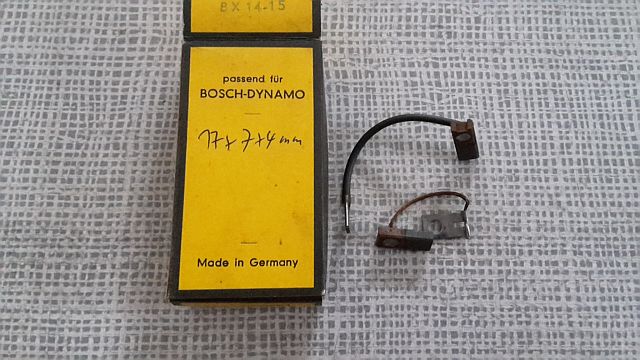 BX 14-15
passend für
BOSCH-DYNAMO
17x7x4mm
Made in Germany